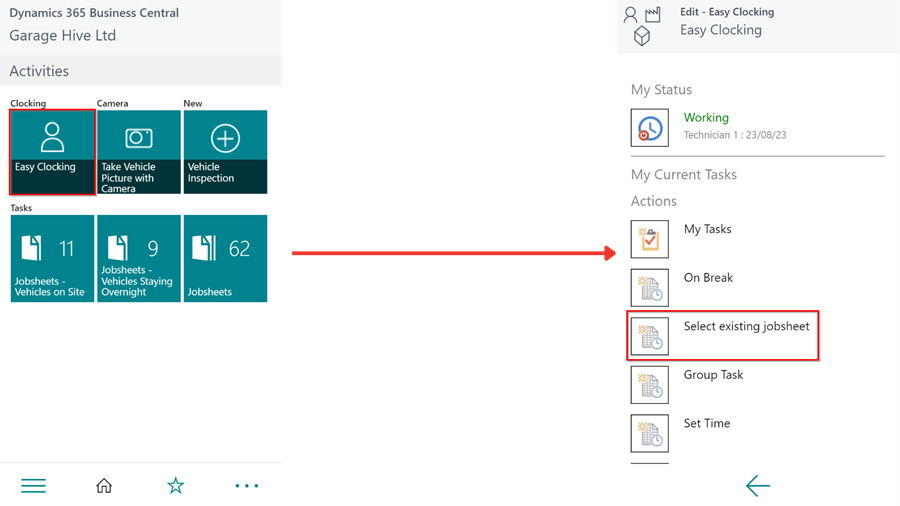 Dynamics 365 Business Central
Garage Hive Ltd
Activities
Clocking
Camera
New
Easy Clocking
Take Vehicle
Picture with
Camera
Vehicle
Inspection
Tasks
11
Jobsheets -
Vehicles on Site
9
Jobsheets -
Vehicles Staying
Overnight
62
Jobsheets
Edit - Easy Clocking
Easy Clocking
My Status
Working
Technician 1 : 23/08/23
My Current Tasks
Actions
My Tasks
On Break
Select existing jobsheet
Group Task
Set Time